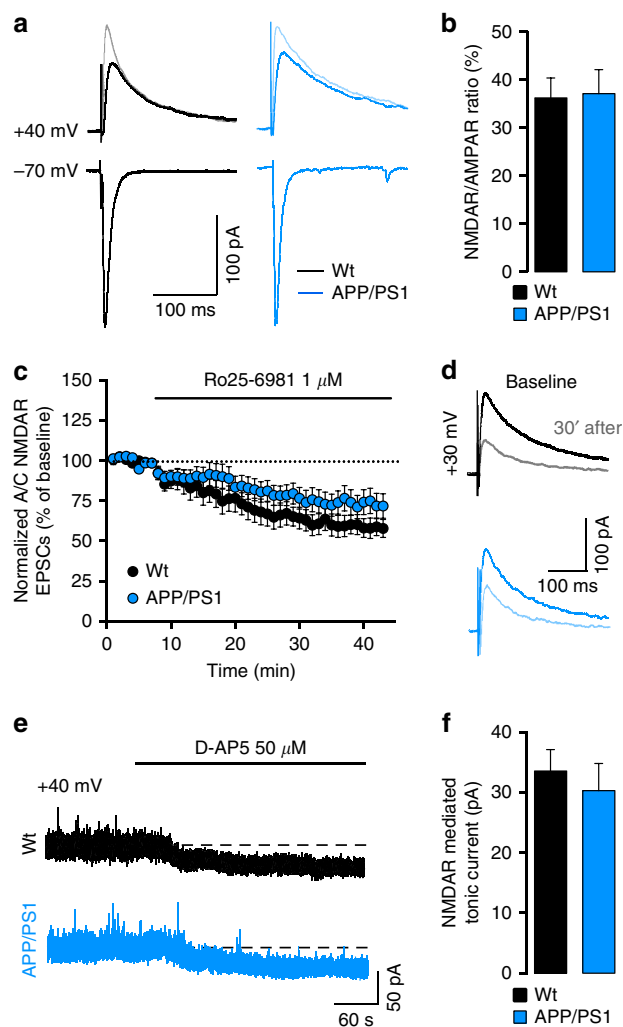 a
+40 mV
−70 mV
100 pA
100 ms
Wt
APP/PS1
b
NMDAR/AMPAR ratio (%)
50
40
30
20
10
0
Wt
APP/PS1
c
Ro25-6981 1 μM
Normalized A/C NMDAR
EPSCs (% of baseline)
150
125
100
75
50
25
0
Wt
APP/PS1
0 10 20 30 40
Time (min)
d
Baseline
30′ after
+30 mV
100 pA
100 ms
e
D-AP5 50 μM
+40 mV
Wt
APP/PS1
50 pA
60 s
f
NMDAR mediated
tonic current (pA)
40
30
20
10
0
Wt
APP/PS1